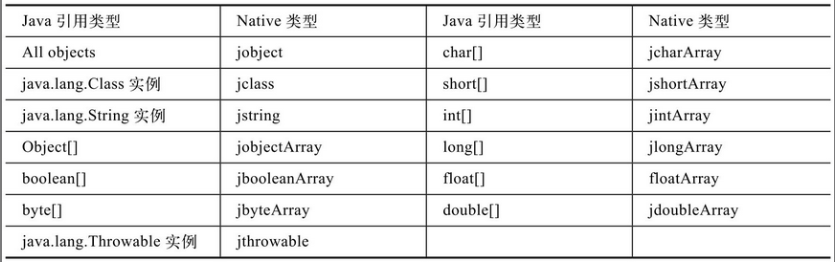 Java 引用类型 Native 类型 Java 引用类型 Native 类型
All objects jobject char[] jcharArray
java.lang.Class 实例 jclass short[] jshortArray
java.lang.String 实例 jstring int[] jintArray
Object[] jobjectArray long[] jlongArray
boolean[] jbooleanArray float[] floatArray
byte[] jbyteArray double[] jdoubleArray
java.lang.Throwable 实例 jthrowable